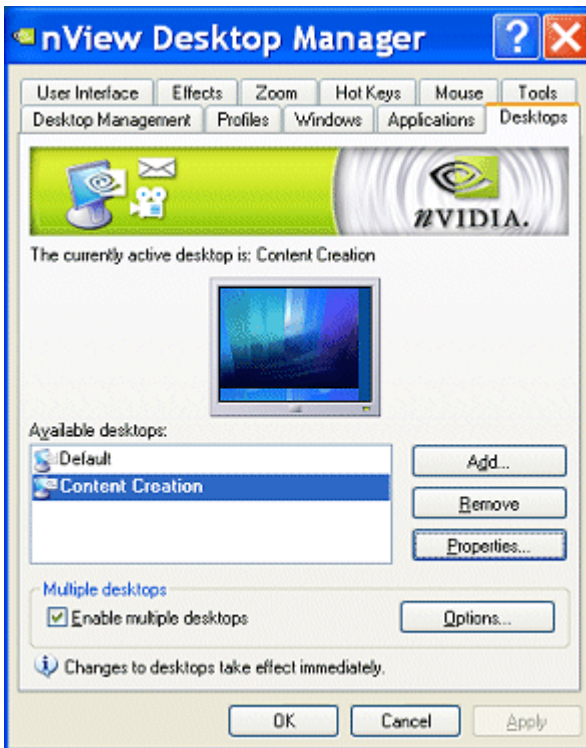 nView Desktop Manager
User Interface Effects Zoom Hot Keys Mouse Tools
Desktop Management Profiles Windows Applications Desktops
nVIDIA.
The currently active desktop is: Content Creation
Available desktops:
Default
Content Creation
Add...
Remove
Properties...
Multiple desktops
Enable multiple desktops
Options...
Changes to desktops take effect immediately.
OK Cancel Apply